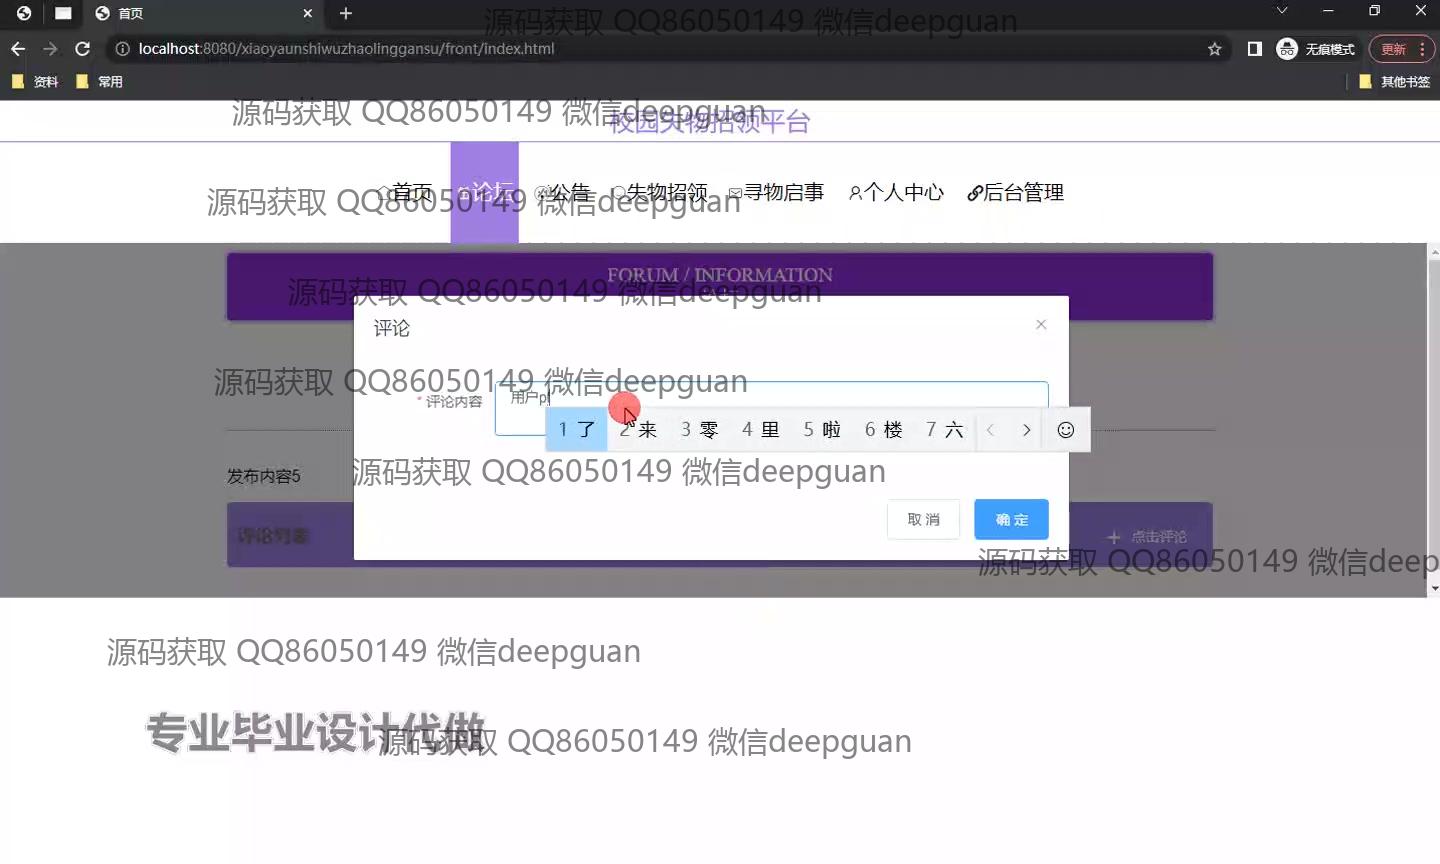 首页
源码获取 QQ86050149 微信deepguan
localhost:8080/xiaoyaunshiwuzhaolinggansu/front/index.html
无痕模式
更新
资料
常用
其他书签
源码获取 QQ86050149 微信deepguan
校园失物招领平台
首页
论坛
公告
失物招领
寻物启事
个人中心
后台管理
源码获取 QQ86050149 微信deepguan
FORUM / INFORMATION
源码获取 QQ86050149 微信deepguan
评论
源码获取 QQ86050149 微信deepguan
* 评论内容
用户pl
1 了 2 来 3 零 4 里 5 啦 6 楼 7 六
发布内容5
源码获取 QQ86050149 微信deepguan
取 消
确 定
评论列表
点击评论
源码获取 QQ86050149 微信deep
源码获取 QQ86050149 微信deepguan
专业毕业设计代做
源码获取 QQ86050149 微信deepguan